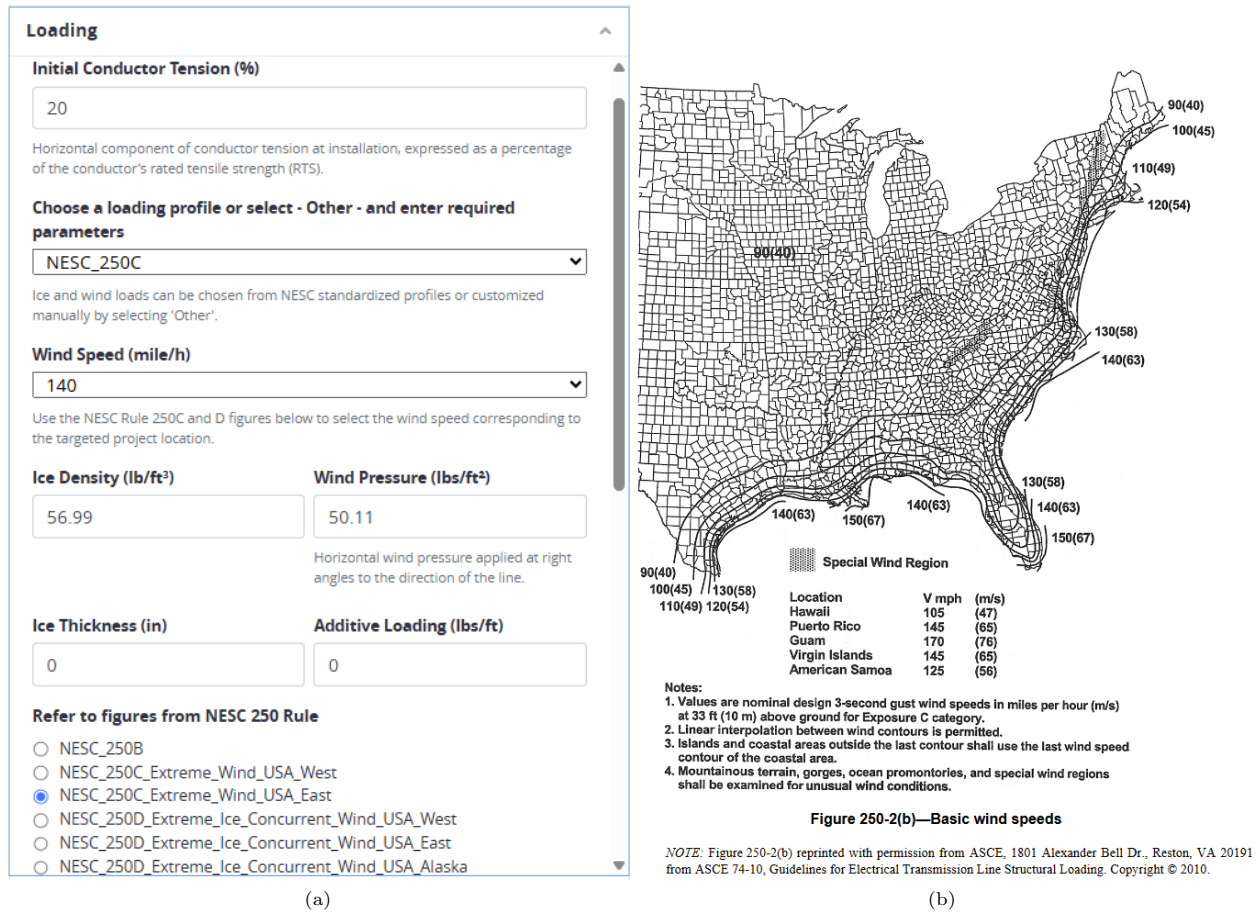 Loading
Initial Conductor Tension (%)
20
Horizontal component of conductor tension at installation, expressed as a percentage
of the conductor's rated tensile strength (RTS).
Choose a loading profile or select - Other - and enter required
parameters
NESC_250C
Ice and wind loads can be chosen from NESC standardized profiles or customized
manually by selecting 'Other'.
Wind Speed (mile/h)
140
Use the NESC Rule 250C and D figures below to select the wind speed corresponding to
the targeted project location.
Ice Density (lb/ft³) Wind Pressure (lbs/ft²)
56.99 50.11
Horizontal wind pressure applied at right
angles to the direction of the line.
Ice Thickness (in) Additive Loading (lbs/ft)
0 0
Refer to figures from NESC 250 Rule
NESC_250B
NESC_250C_Extreme_Wind_USA_West
NESC_250C_Extreme_Wind_USA_East
NESC_250D_Extreme_Ice_Concurrent_Wind_USA_West
NESC_250D_Extreme_Ice_Concurrent_Wind_USA_East
NESC_250D_Extreme_Ice_Concurrent_Wind_USA_Alaska
(a)
90(40)
100(45)
110(49)
120(54)
90(40)
130(58)
140(63)
130(58)
140(63)
140(63)
150(67)
140(63)
150(67)
90(40)
100(45)
130(58)
110(49) 120(54)
Special Wind Region
Location V mph (m/s)
Hawaii 105 (47)
Puerto Rico 145 (65)
Guam 170 (76)
Virgin Islands 145 (65)
American Samoa 125 (56)
Notes:
1. Values are nominal design 3-second gust wind speeds in miles per hour (m/s)
at 33 ft (10 m) above ground for Exposure C category.
2. Linear interpolation between wind contours is permitted.
3. Islands and coastal areas outside the last contour shall use the last wind speed
contour of the coastal area.
4. Mountainous terrain, gorges, ocean promontories, and special wind regions
shall be examined for unusual wind conditions.
Figure 250-2(b)—Basic wind speeds
NOTE: Figure 250-2(b) reprinted with permission from ASCE, 1801 Alexander Bell Dr., Reston, VA 20191
from ASCE 74-10, Guidelines for Electrical Transmission Line Structural Loading. Copyright © 2010.
(b)